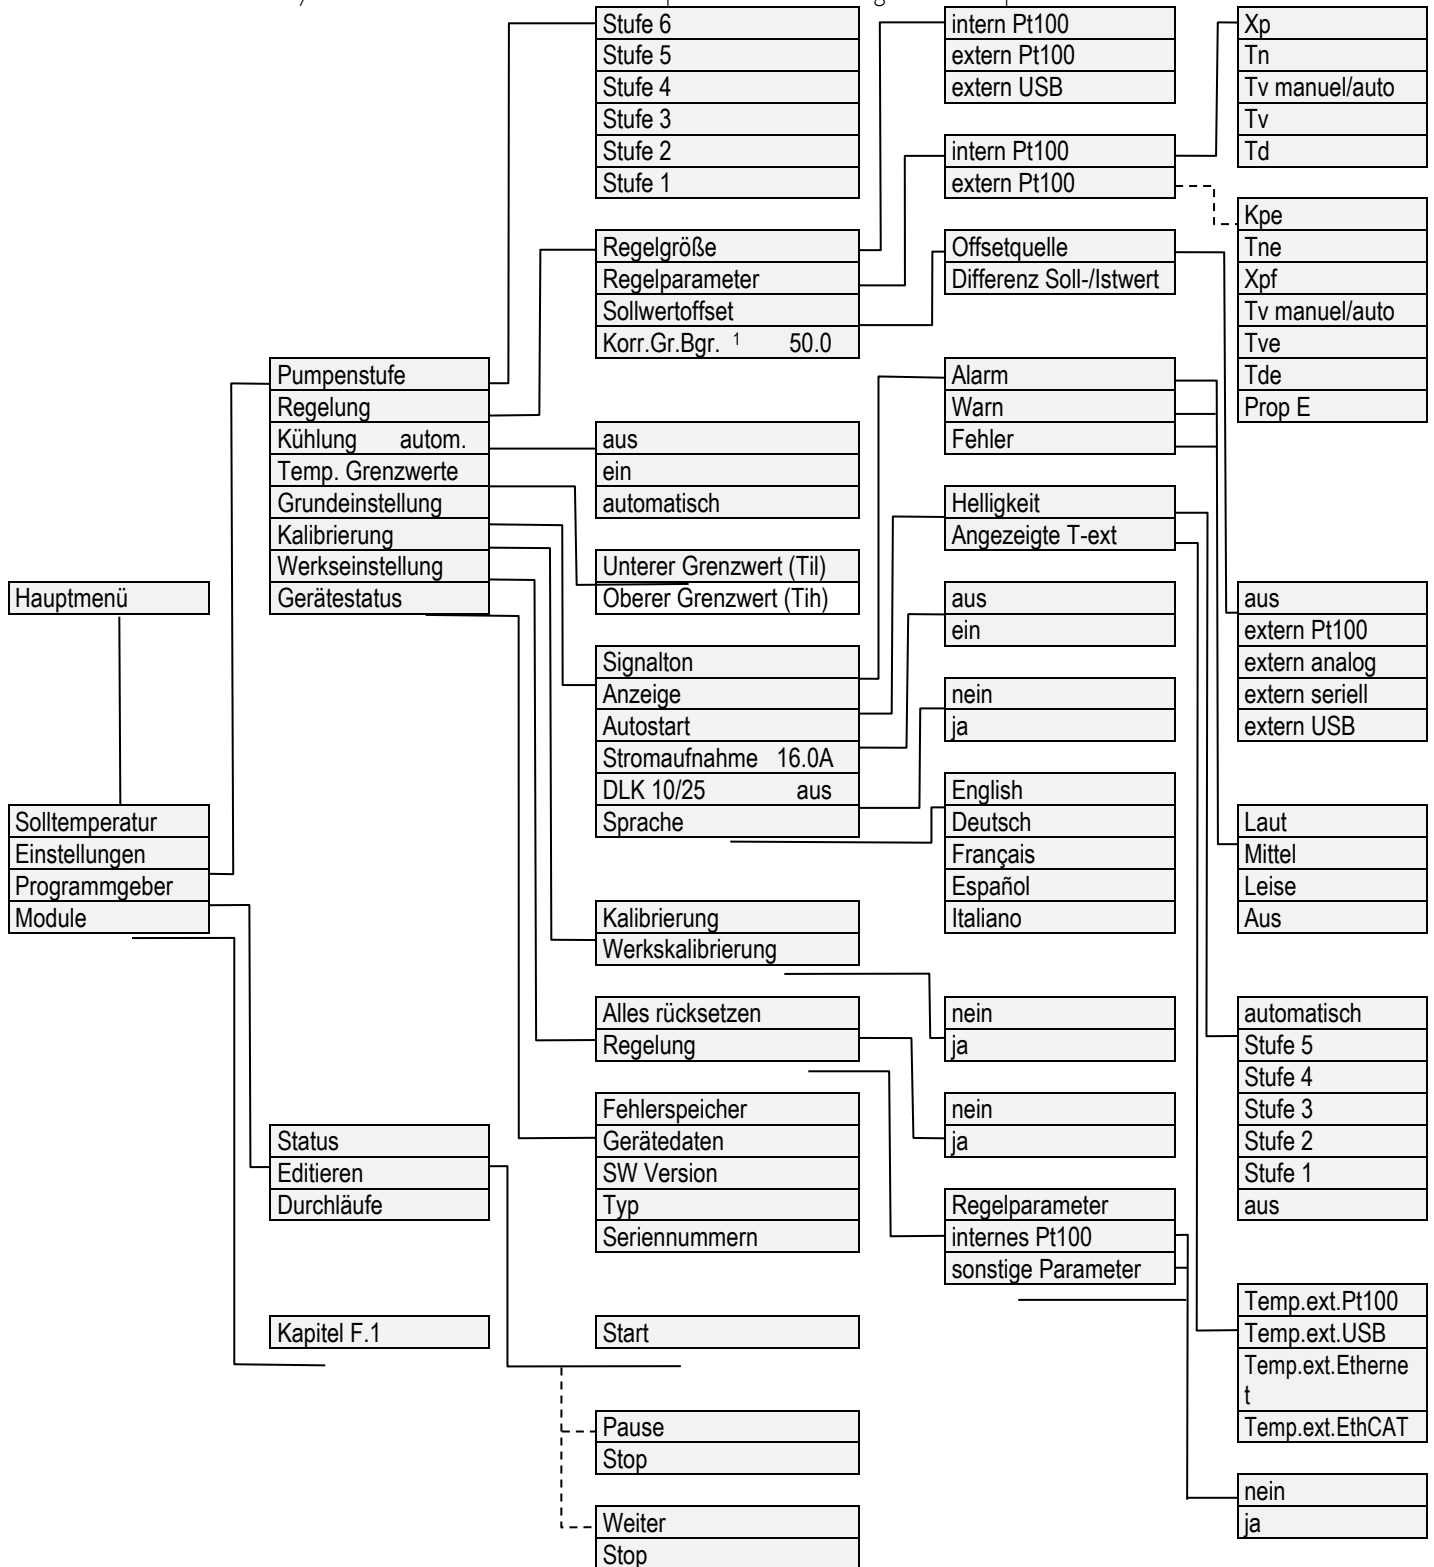 Hauptmenü
Solltemperatur
Einstellungen
Programmgeber
Module
Pumpenstufe
Regelung
Kühlung autom.
Temp. Grenzwerte
Grundeinstellung
Kalibrierung
Werkseinstellung
Gerätestatus
Status
Editieren
Durchläufe
Kapitel F.1
Stufe 6
Stufe 5
Stufe 4
Stufe 3
Stufe 2
Stufe 1
Regelgröße
Regelparameter
Sollwertoffset
Korr.Gr.Bgr. 1 50.0
aus
ein
automatisch
Unterer Grenzwert (Til)
Oberer Grenzwert (Tih)
Signalton
Anzeige
Autostart
Stromaufnahme 16.0A
DLK 10/25 aus
Sprache
Kalibrierung
Werkskalibrierung
Alles rücksetzen
Regelung
Fehlerspeicher
Gerätedaten
SW Version
Typ
Seriennummern
Start
Pause
Stop
Weiter
Stop
intern Pt100
extern Pt100
extern USB
intern Pt100
extern Pt100
Offsetquelle
Differenz Soll-/Istwert
Alarm
Warn
Fehler
Helligkeit
Angezeigte T-ext
aus
ein
nein
ja
English
Deutsch
Français
Español
Italiano
nein
ja
nein
ja
Regelparameter
internes Pt100
sonstige Parameter
Xp
Tn
Tv manuel/auto
Tv
Td
Kpe
Tne
Xpf
Tv manuel/auto
Tve
Tde
Prop E
aus
extern Pt100
extern analog
extern seriell
extern USB
Laut
Mittel
Leise
Aus
automatisch
Stufe 5
Stufe 4
Stufe 3
Stufe 2
Stufe 1
aus
Temp.ext.Pt100
Temp.ext.USB
Temp.ext.Etherne
t
Temp.ext.EthCAT
nein
ja